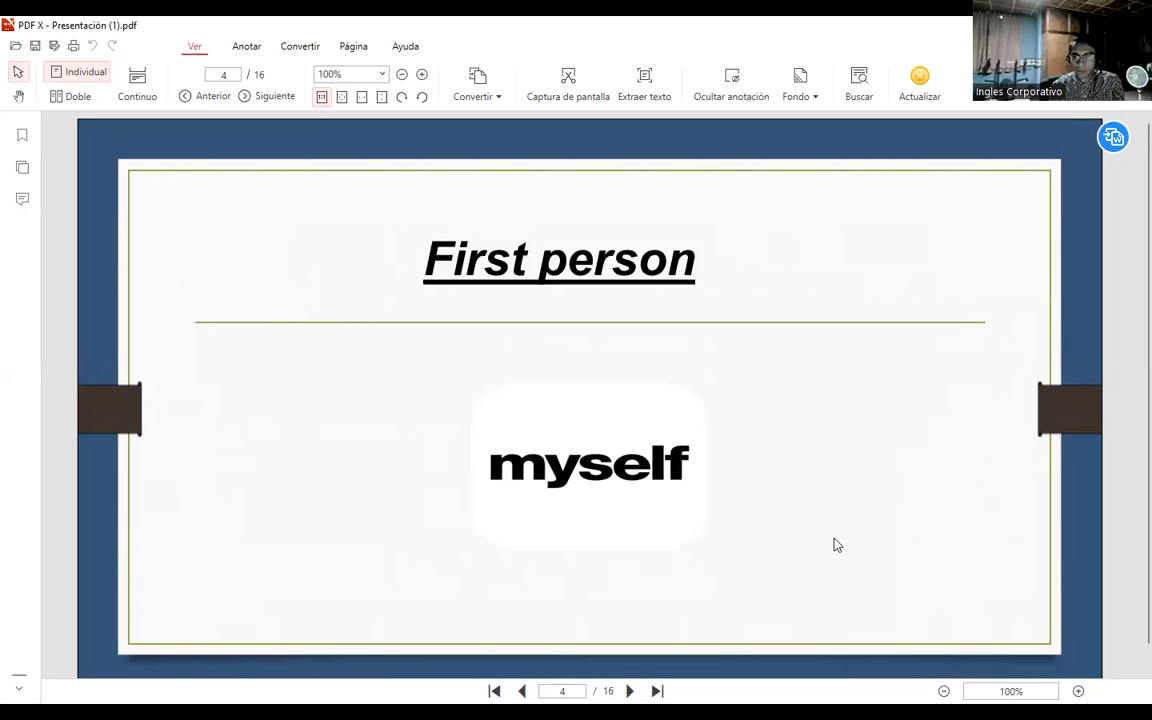 PDF X - Presentación (1).pdf
Ver Anotar Convertir Página Ayuda
Individual
4 / 16
100%
Doble
Continuo
Anterior
Siguiente
Convertir
Captura de pantalla
Extraer texto
Ocultar anotación
Fondo
Buscar
Actualizar
Ingles Corporativo
First person
myself
4 / 16
100%